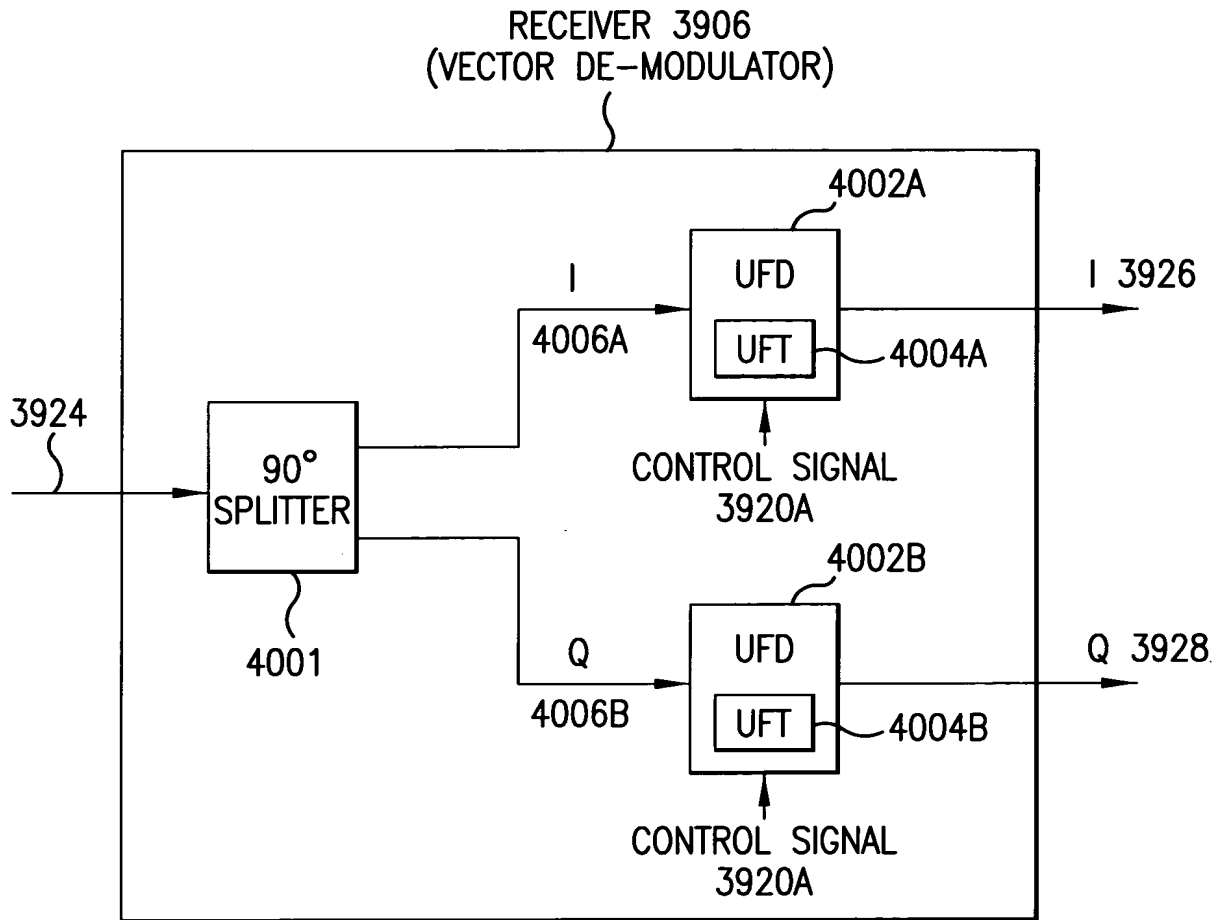 RECEIVER 3906
(VECTOR DE-MODULATOR)
4002A
UFD
I
I 3926
4006A
UFT
4004A
3924
90°
SPLITTER
CONTROL SIGNAL
3920A
4001
4002B
UFD
Q
Q 3928
4006B
UFT
4004B
CONTROL SIGNAL
3920A